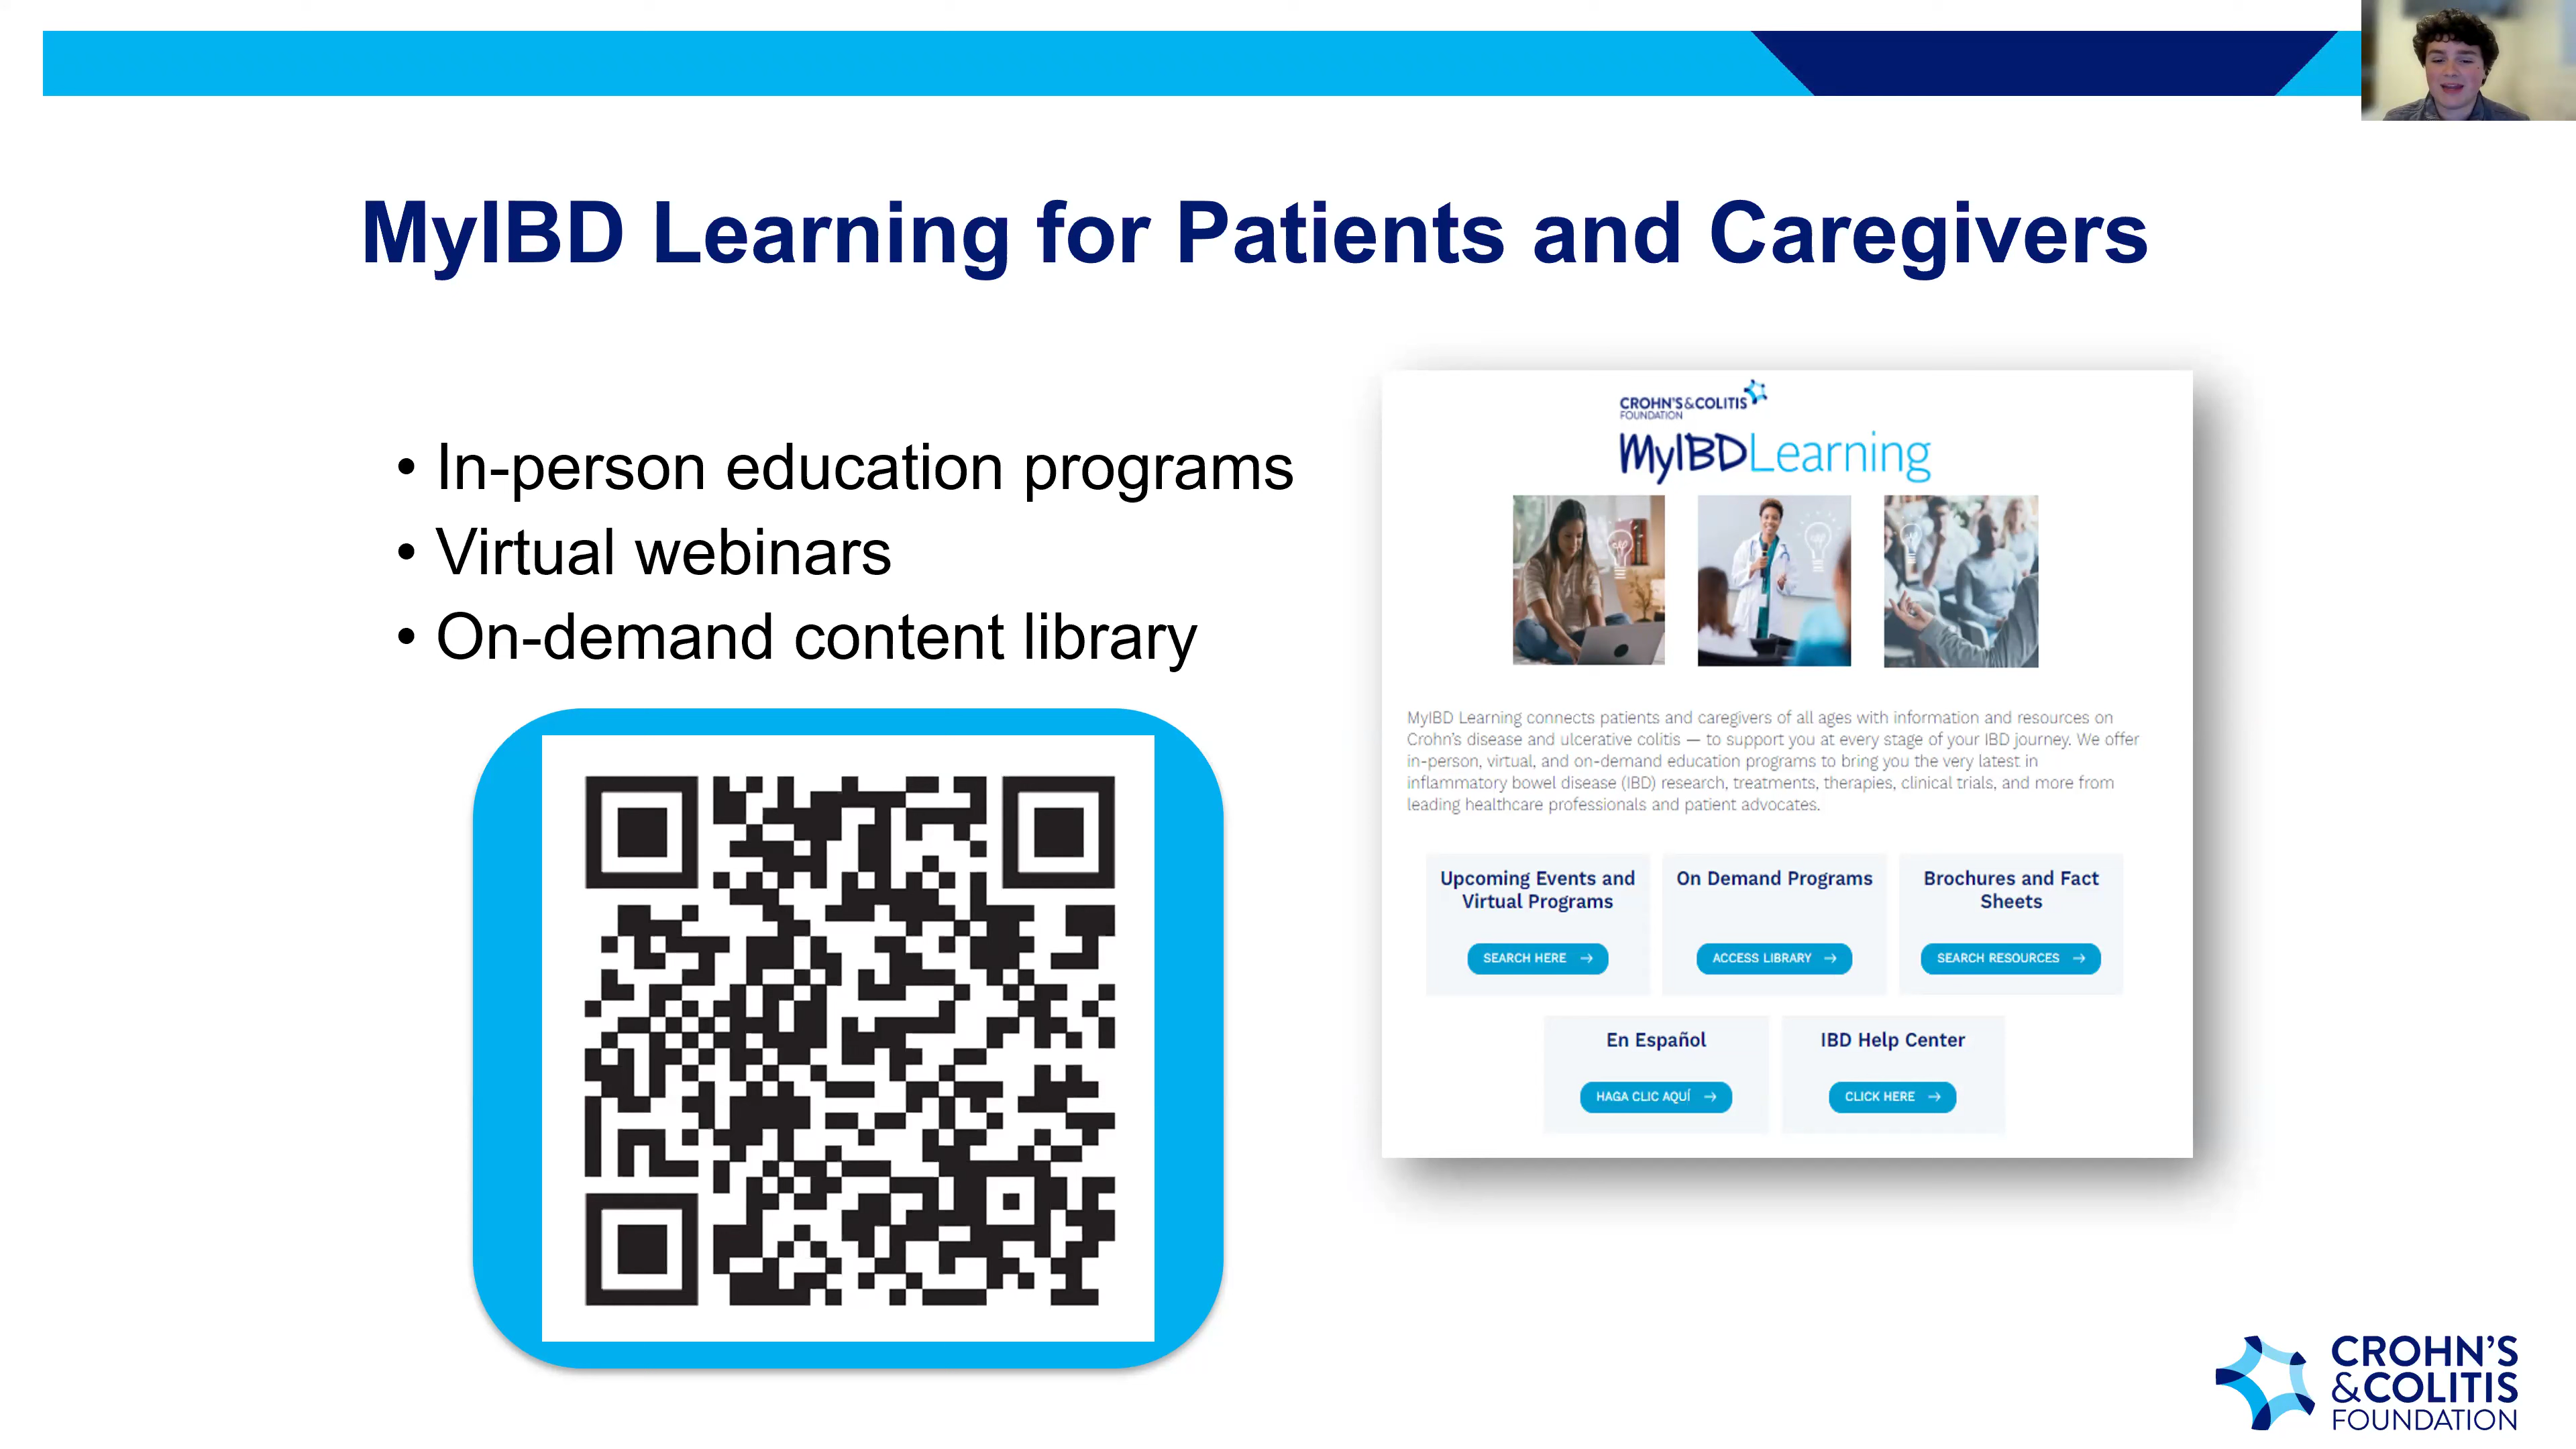 MyIBD Learning for Patients and Caregivers
• In-person education programs
• Virtual webinars
• On-demand content library
CROHN'S&COLITIS
FOUNDATION
MyIBDLearning
MyIBD Learning connects patients and caregivers of all ages with information and resources on
Crohn's disease and ulcerative colitis — to support you at every stage of your IBD journey. We offer
in-person, virtual, and on-demand education programs to bring you the very latest in
inflammatory bowel disease (IBD) research, treatments, therapies, clinical trials, and more from
leading healthcare professionals and patient advocates.
Upcoming Events and
Virtual Programs
SEARCH HERE →
On Demand Programs
ACCESS LIBRARY →
Brochures and Fact
Sheets
SEARCH RESOURCES →
En Español
HAGA CLIC AQUÍ →
IBD Help Center
CLICK HERE →
CROHN'S
&COLITIS
FOUNDATION